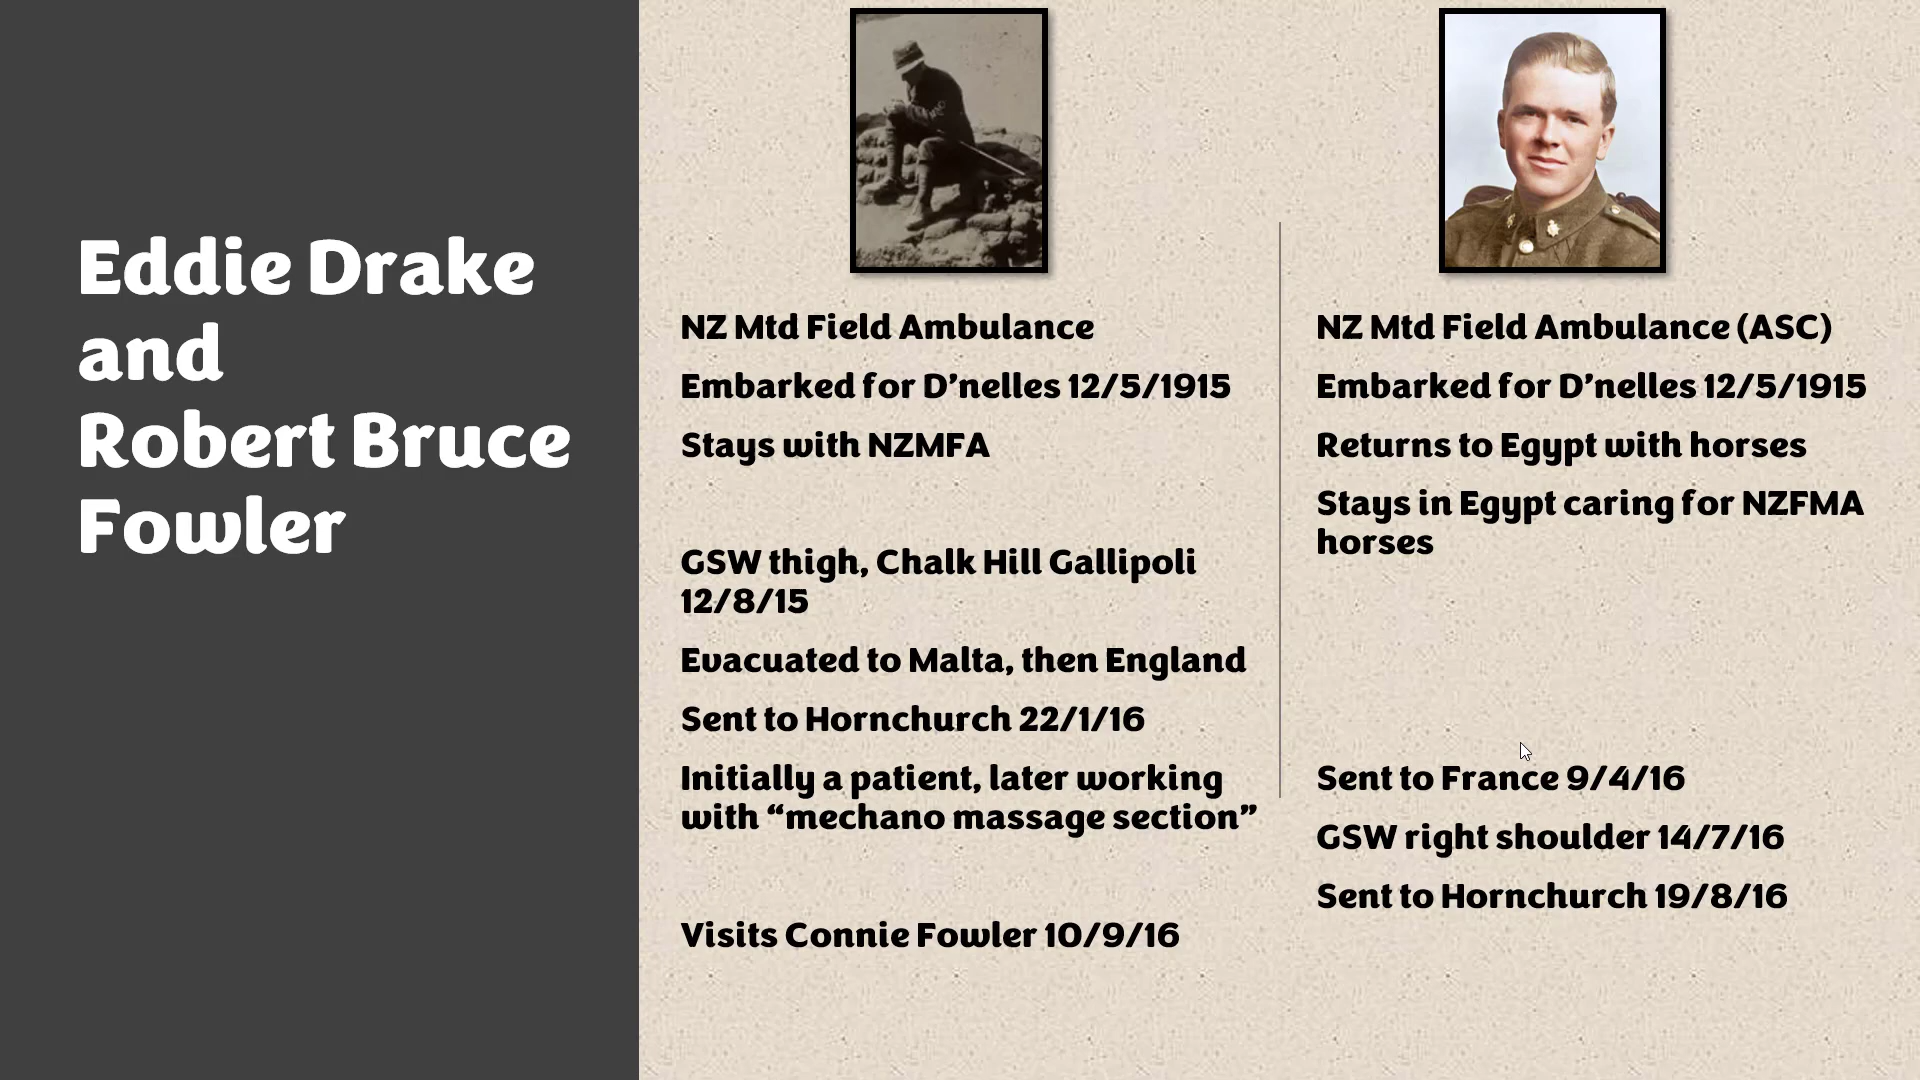 Eddie Drake
and
Robert Bruce
Fowler
NZ Mtd Field Ambulance
Embarked for D’nelles 12/5/1915
Stays with NZMFA
GSW thigh, Chalk Hill Gallipoli
12/8/15
Evacuated to Malta, then England
Sent to Hornchurch 22/1/16
Initially a patient, later working
with “mechano massage section”
Visits Connie Fowler 10/9/16
NZ Mtd Field Ambulance (ASC)
Embarked for D’nelles 12/5/1915
Returns to Egypt with horses
Stays in Egypt caring for NZFMA
horses
Sent to France 9/4/16
GSW right shoulder 14/7/16
Sent to Hornchurch 19/8/16